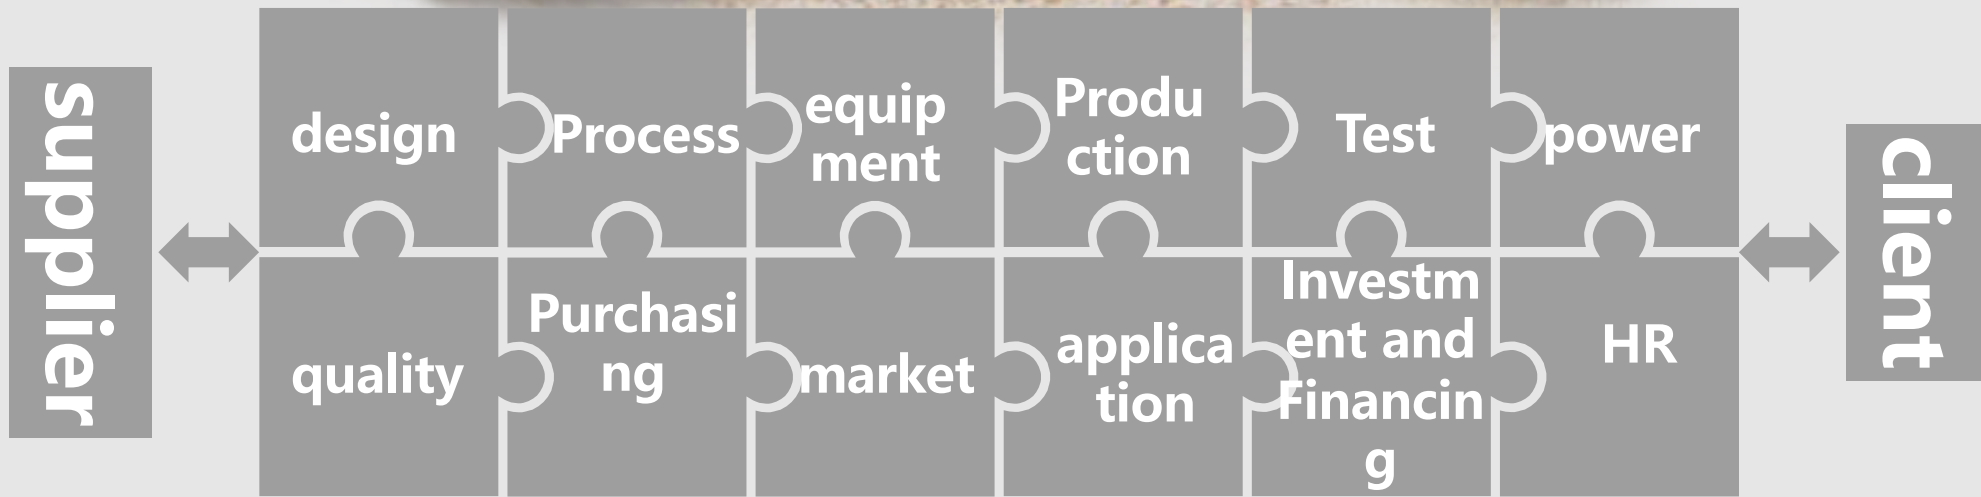 supplier
design
Process
equip
ment
Produ
ction
Test
power
quality
Purchasi
ng
market
applica
tion
Investm
ent and
Financin
g
HR
client